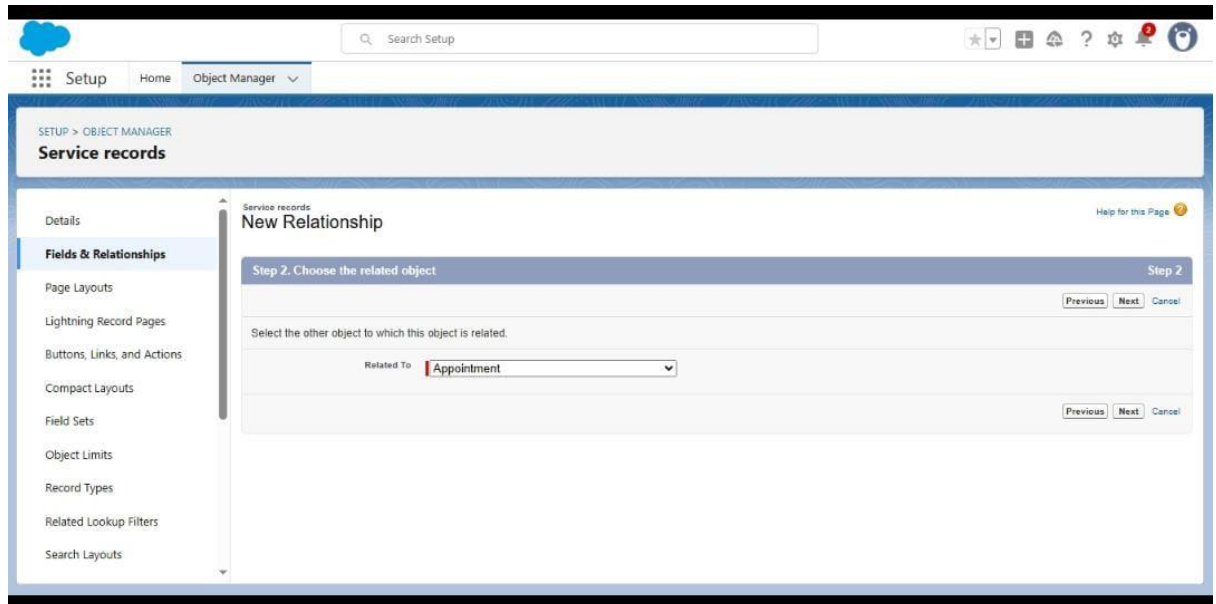 Search Setup
2
Setup Home Object Manager
SETUP > OBJECT MANAGER
Service records
Details
Fields & Relationships
Page Layouts
Lightning Record Pages
Buttons, Links, and Actions
Compact Layouts
Field Sets
Object Limits
Record Types
Related Lookup Filters
Search Layouts
Service records
New Relationship
Help for this Page
Step 2. Choose the related object Step 2
Previous Next Cancel
Select the other object to which this object is related.
Related To Appointment
Previous Next Cancel